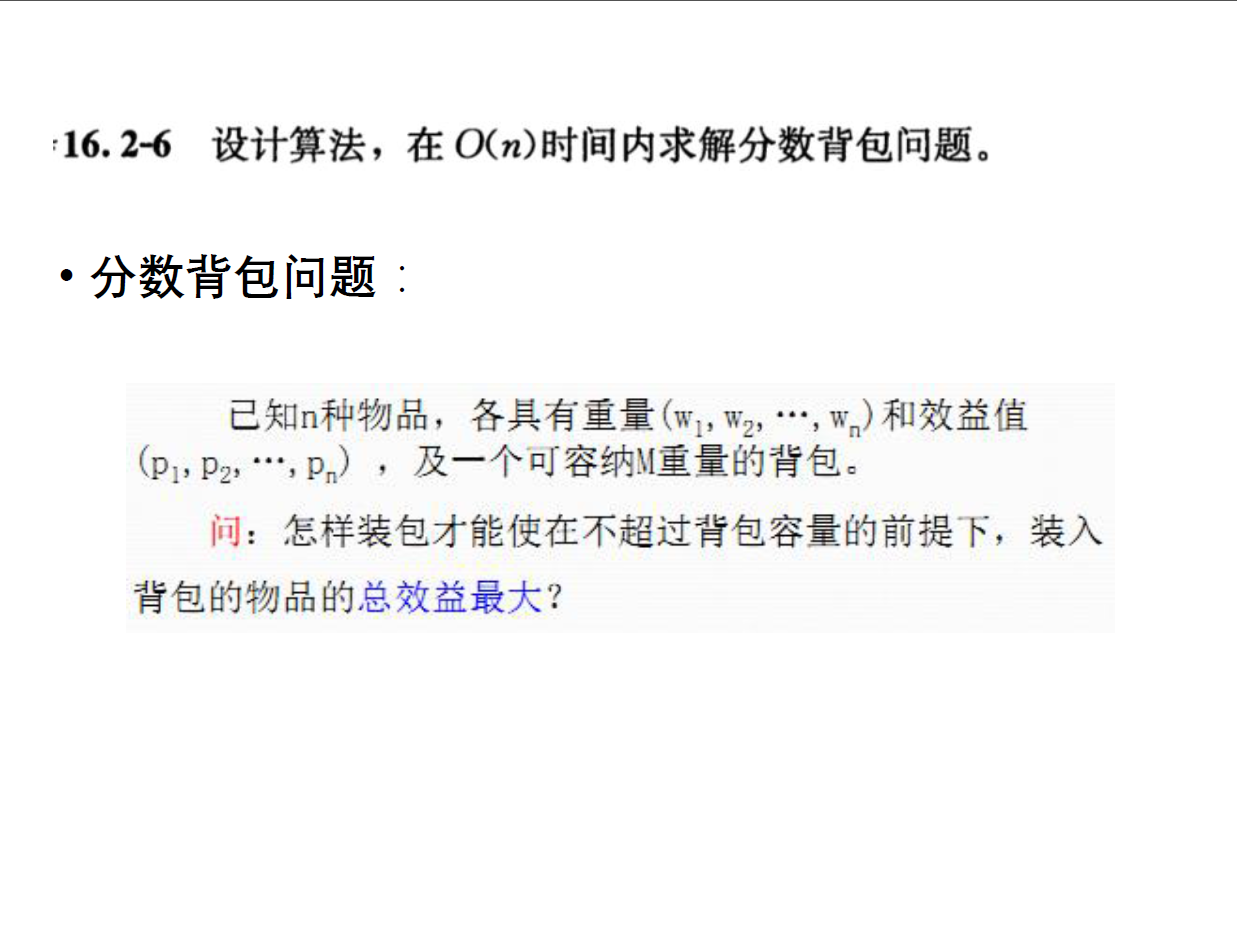 16.2-6 设计算法，在 O(n)时间内求解分数背包问题。
• 分数背包问题：
已知n种物品，各具有重量(w₁, w₂, …, wₙ)和效益值
(p₁, p₂, …, pₙ) ，及一个可容纳M重量的背包。
问：怎样装包才能使在不超过背包容量的前提下，装入
背包的物品的总效益最大？